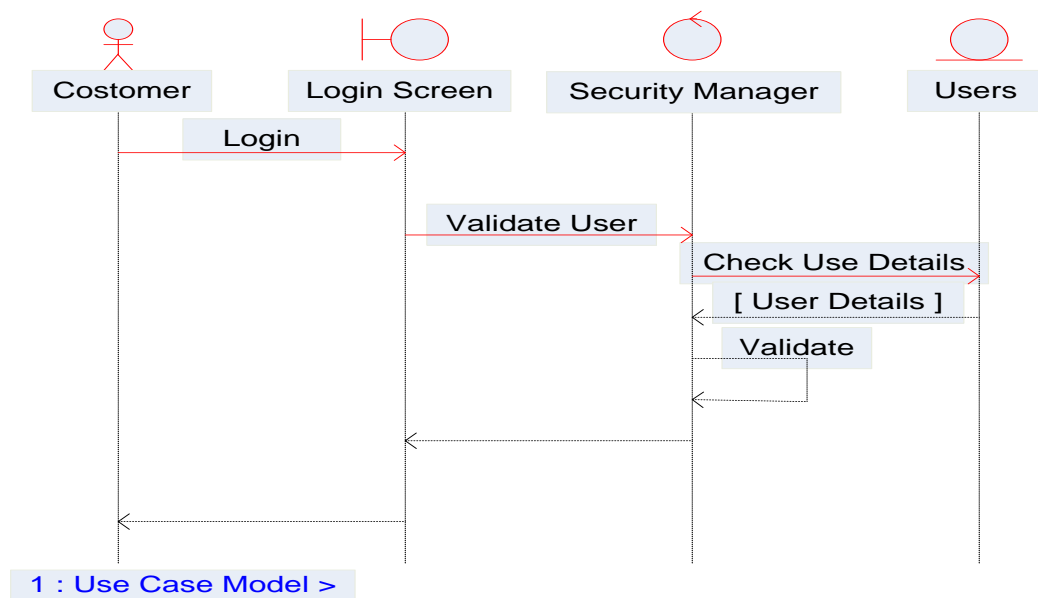 Costomer
Login Screen
Security Manager
Users
Login
Validate User
Check Use Details
[ User Details ]
Validate
1 : Use Case Model >